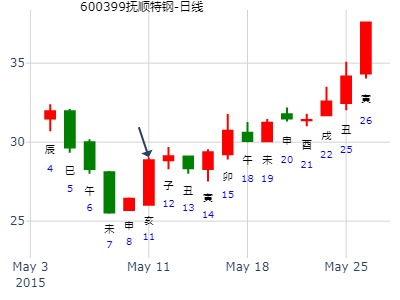 600399抚顺特钢-日线
35
30
25
辰
4
巳
5
午
6
未
7
申
8
亥
11
子
12
丑
13
寅
14
卯
15
午
18
未
19
申
20
酉
21
戌
22
丑
25
寅
26
May 3
2015
May 11
May 18
May 25